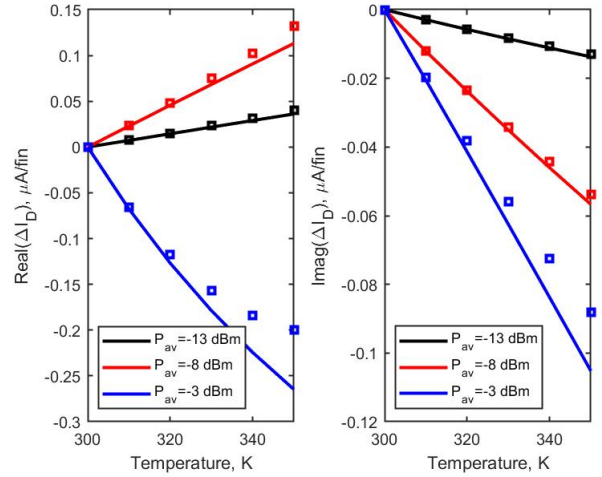 0.15
0.1
0.05
0
-0.05
-0.1
-0.15
-0.2
-0.25
-0.3
Real(ΔI_D), μA/fin
P_av=-13 dBm
P_av=-8 dBm
P_av=-3 dBm
300 320 340
Temperature, K
0
-0.02
-0.04
-0.06
-0.08
-0.1
-0.12
Imag(ΔI_D), μA/fin
P_av=-13 dBm
P_av=-8 dBm
P_av=-3 dBm
300 320 340
Temperature, K